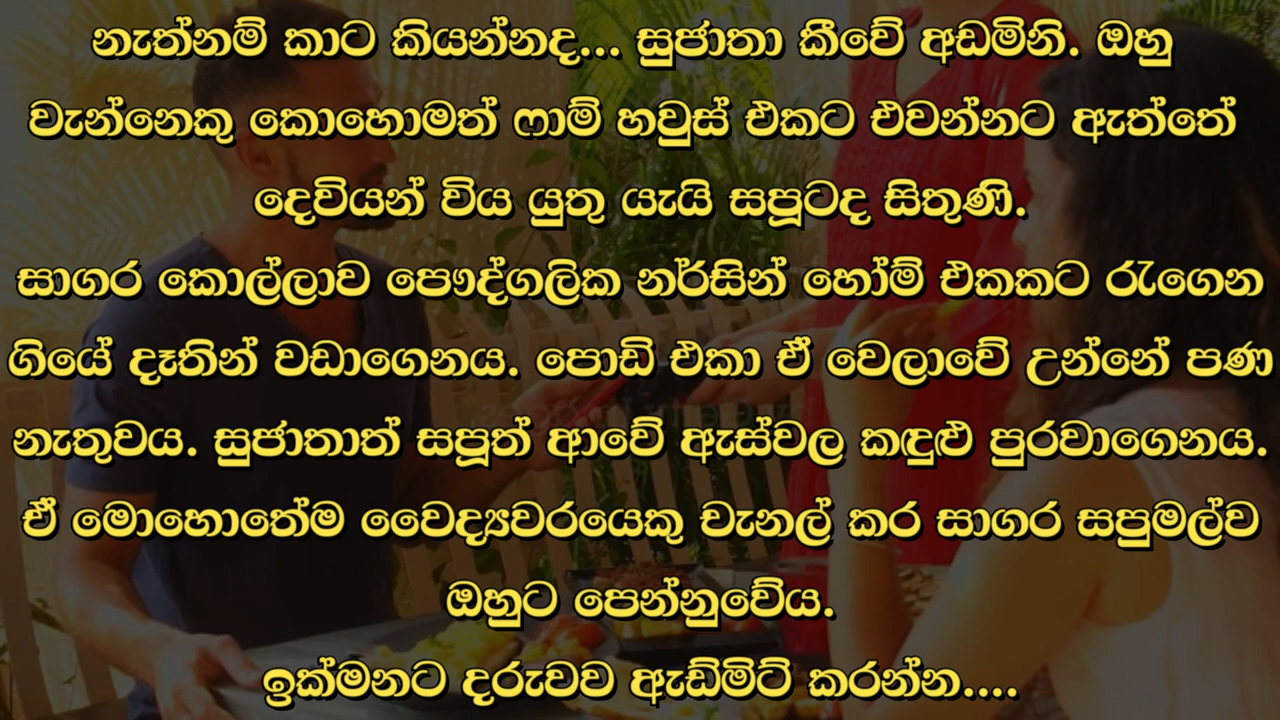 නැත්නම් කාට කියන්නද... සුජාතා කීවේ අඩමිනි. ඔහු
වැන්නෙකු කොහොමත් ෆාම් හවුස් එකට එවන්නට ඇත්තේ
දෙවියන් විය යුතු යැයි සපූටද සිතුණි.
සාගර කොල්ලාව පෞද්ගලික නර්සින් හෝම් එකකට රැගෙන
ගියේ දෑතින් වඩාගෙනය. පොඩි එකා ඒ වෙලාවේ උන්නේ පණ
නැතුවය. සුජාතාත් සපූත් ආවේ ඇස්වල කඳුළු පුරවාගෙනය.
ඒ මොහොතේම වෛද්‍යවරයෙකු චැනල් කර සාගර සපුමල්ව
ඔහුට පෙන්නුවේය.
ඉක්මනට දරුවව ඇඩ්මිට් කරන්න....